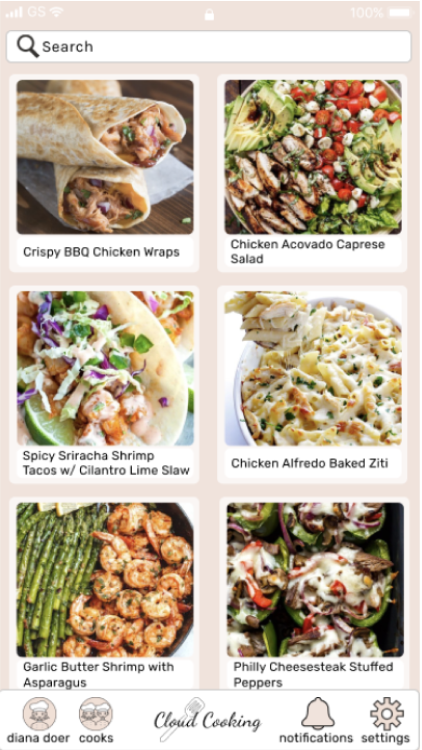 GS 100%
Search
Crispy BBQ Chicken Wraps
Chicken Acovado Caprese
Salad
Spicy Sriracha Shrimp
Tacos w/ Cilantro Lime Slaw
Chicken Alfredo Baked Ziti
Garlic Butter Shrimp with
Asparagus
Philly Cheesesteak Stuffed
Peppers
diana doer cooks Cloud Cooking notifications settings